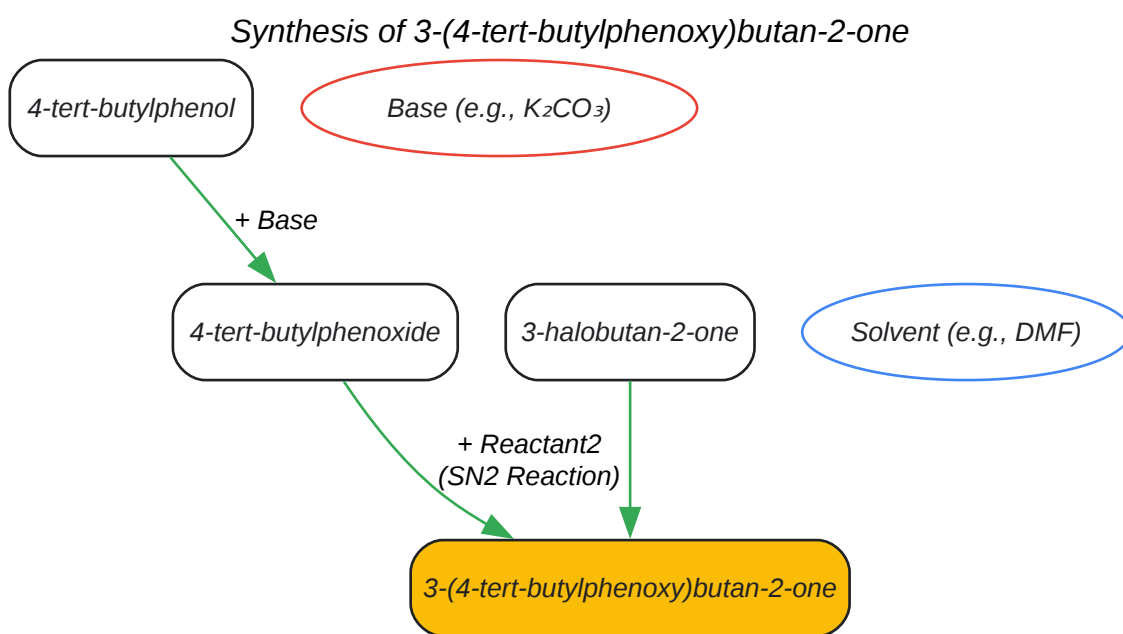 Synthesis of 3-(4-tert-butylphenoxy)butan-2-one
4-tert-butylphenol
Base (e.g., K₂CO₃)
+ Base
4-tert-butylphenoxide
3-halobutan-2-one
Solvent (e.g., DMF)
+ Reactant2
(SN2 Reaction)
3-(4-tert-butylphenoxy)butan-2-one